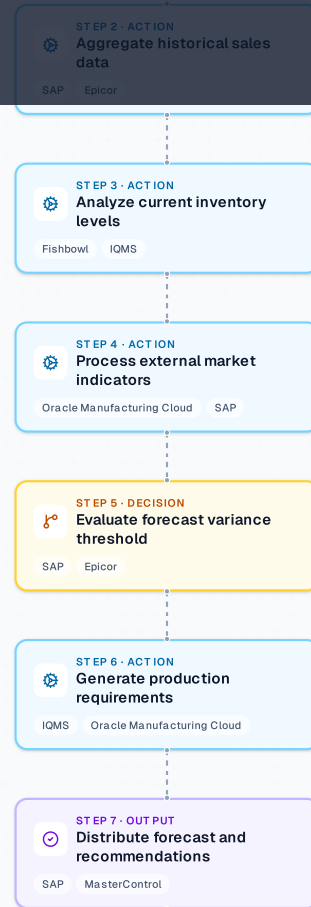 STEP 2 · ACTION
Aggregate historical sales
data
SAP Epicor
STEP 3 · ACTION
Analyze current inventory
levels
Fishbowl IQMS
STEP 4 · ACTION
Process external market
indicators
Oracle Manufacturing Cloud SAP
STEP 5 · DECISION
Evaluate forecast variance
threshold
SAP Epicor
STEP 6 · ACTION
Generate production
requirements
IQMS Oracle Manufacturing Cloud
STEP 7 · OUTPUT
Distribute forecast and
recommendations
SAP MasterControl